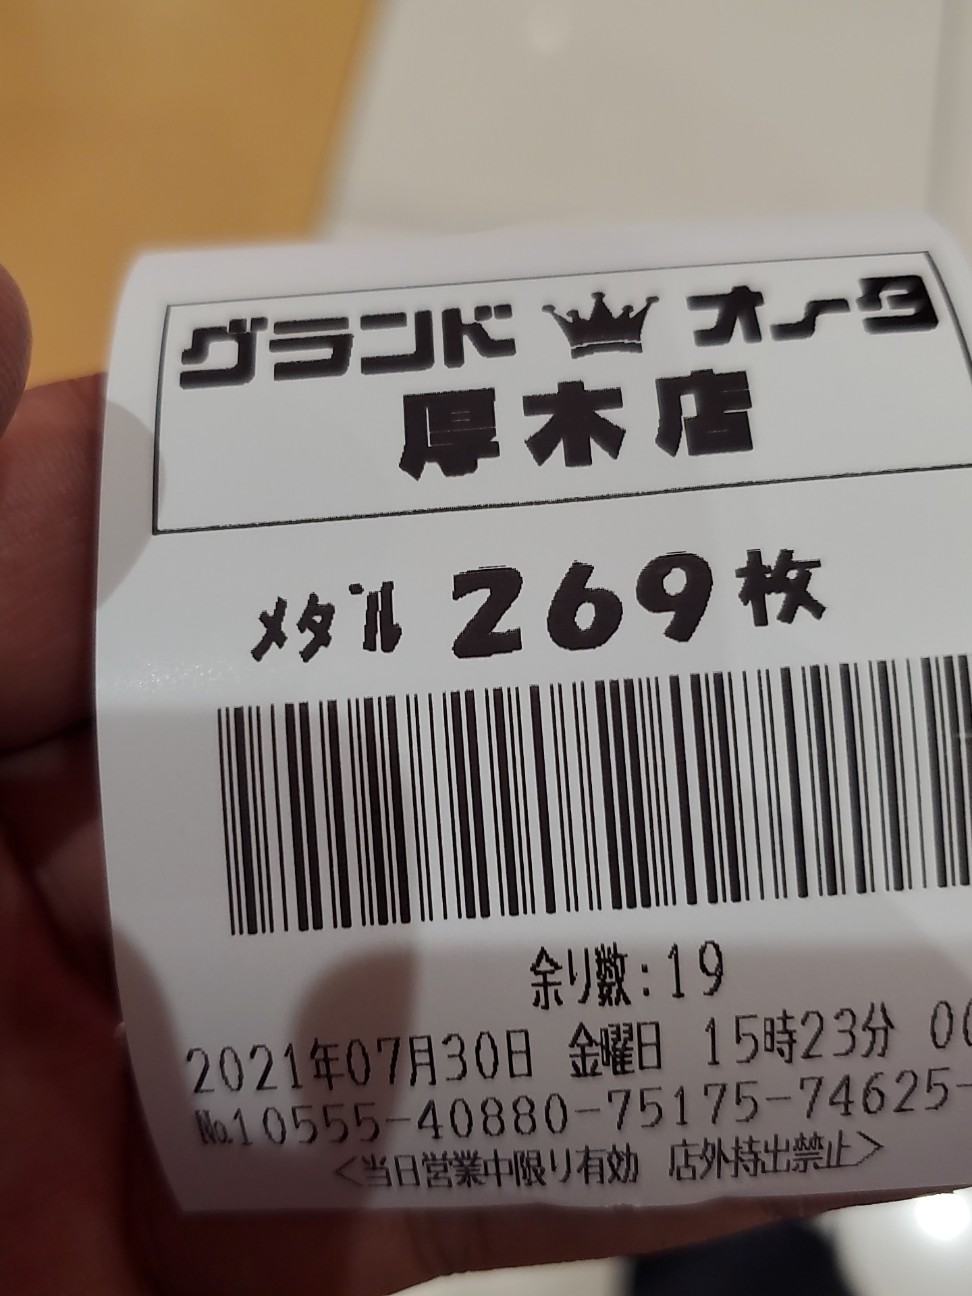 グランド オータ
厚木店
メダル 269枚
余り数:19
2021年07月30日 金曜日 15時23分
No.10555-40880-75175-74625-
<当日営業中限り有効 店外持出禁止>